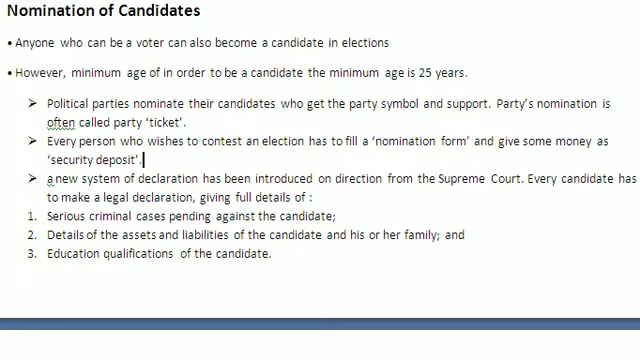 Nomination of Candidates
• Anyone who can be a voter can also become a candidate in elections
• However, minimum age of in order to be a candidate the minimum age is 25 years.
➢ Political parties nominate their candidates who get the party symbol and support. Party's nomination is
often called party 'ticket'.
➢ Every person who wishes to contest an election has to fill a 'nomination form' and give some money as
'security deposit'.
➢ a new system of declaration has been introduced on direction from the Supreme Court. Every candidate has
to make a legal declaration, giving full details of :
1. Serious criminal cases pending against the candidate;
2. Details of the assets and liabilities of the candidate and his or her family; and
3. Education qualifications of the candidate.